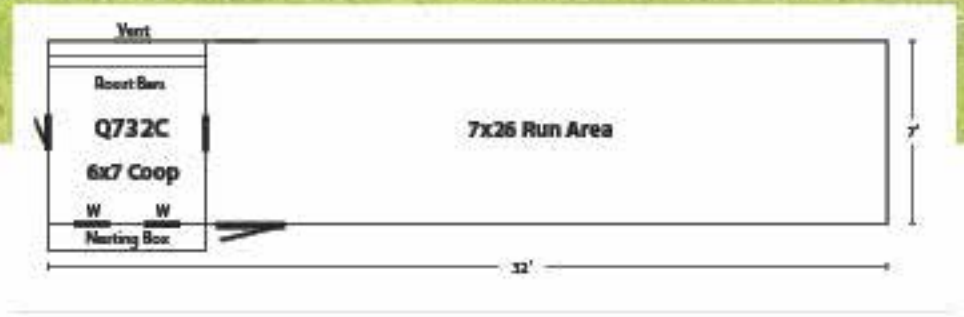 Vent
Roost Bars
Q732C
6x7 Coop
7x26 Run Area
7'
W W
Nesting Box
32'